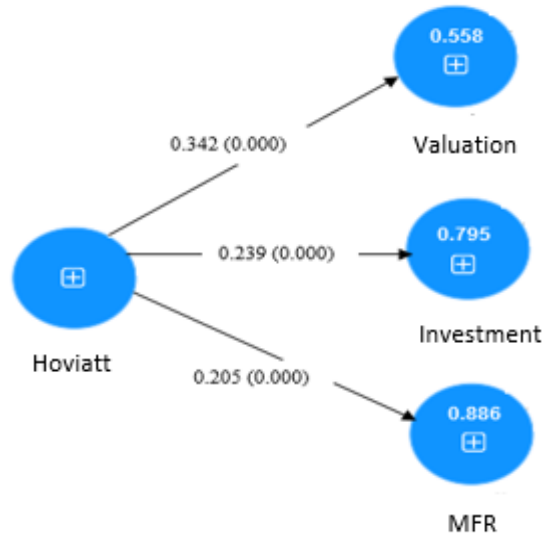 0.558
0.342 (0.000)
Valuation
0.795
0.239 (0.000)
Investment
Hoviatt
0.205 (0.000)
0.886
MFR